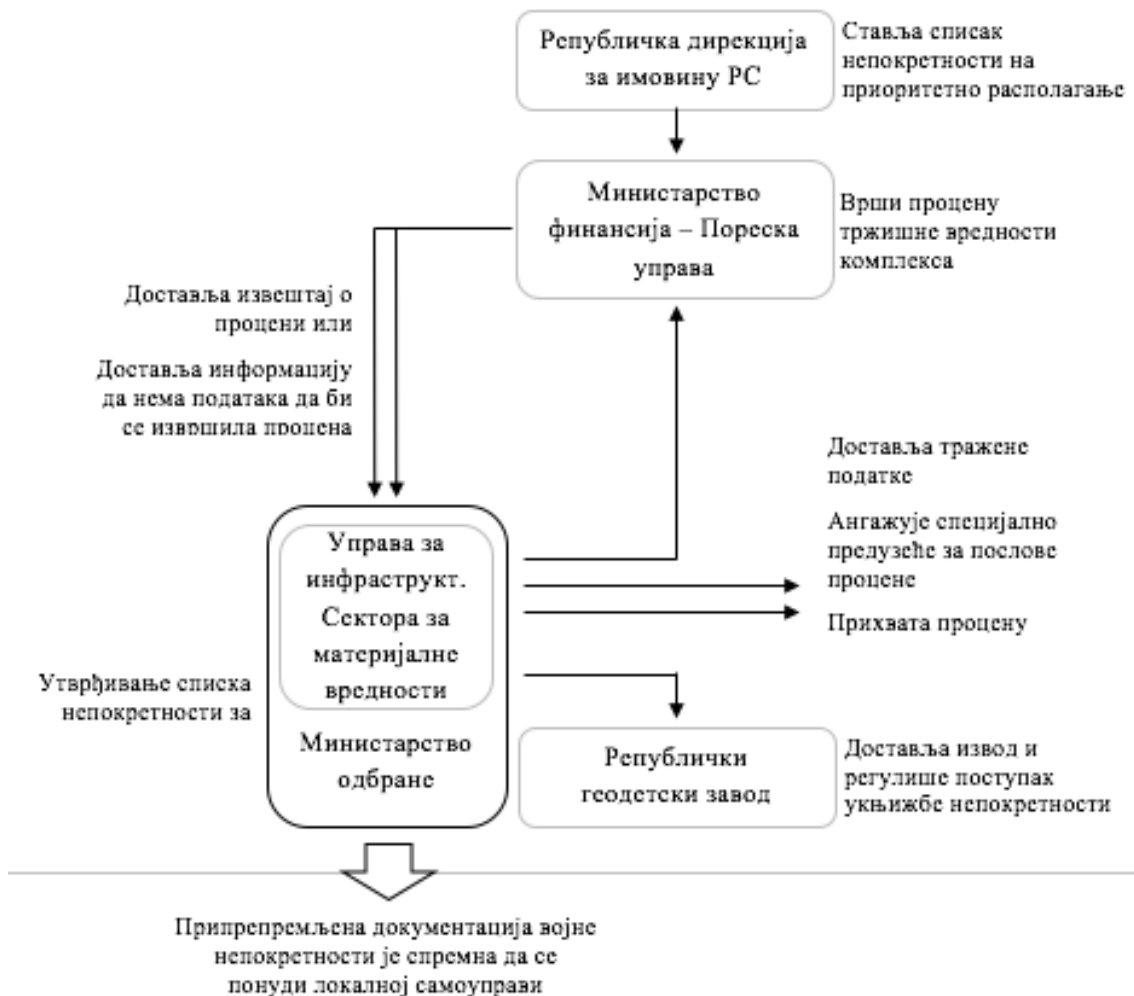 Републичка дирекција
за имовину РС
Ставља списак
непокретности на
приоритетно располагање
Министарство
финансија – Пореска
управа
Врши процену
тржишне вредности
комплекса
Доставља извештај о
процени или
Доставља информацију
да нема података да би
се извршила процена
Доставља тражене
податке
Ангажује специјално
предузеће за послове
процене
Прихвата процену
Управа за
инфраструкт.
Сектора за
материјалне
вредности
Министарство
одбране
Утврђивање списка
непокретности за
Републички
геодетски завод
Доставља извод и
регулише поступак
укњижбе непокретности
Припрепремљена документација војне
непокретности је спремна да се
понуди локалној самоуправи